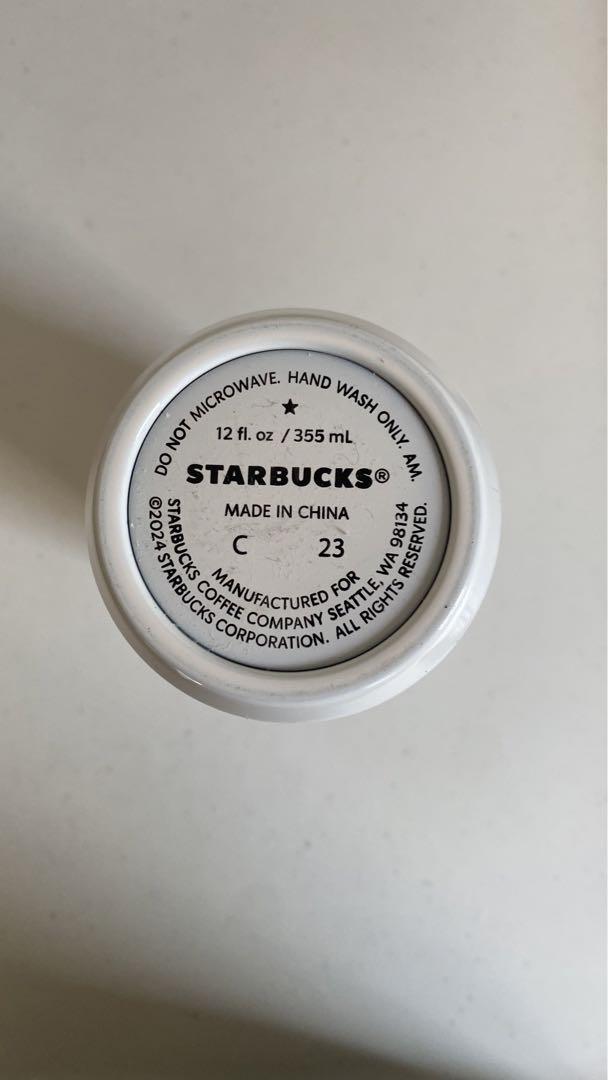 DO NOT MICROWAVE. HAND WASH ONLY. AM.
★
12 fl. oz / 355 mL
STARBUCKS®
MADE IN CHINA
C 23
MANUFACTURED FOR
STARBUCKS COFFEE COMPANY SEATTLE, WA 98134
©2024 STARBUCKS CORPORATION. ALL RIGHTS RESERVED.